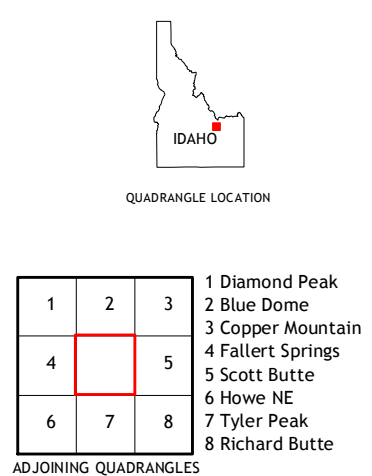 IDAHO
QUADRANGLE LOCATION
1 2 3
4 5
6 7 8
1 Diamond Peak
2 Blue Dome
3 Copper Mountain
4 Fallert Springs
5 Scott Butte
6 Howe NE
7 Tyler Peak
8 Richard Butte
ADJOINING QUADRANGLES